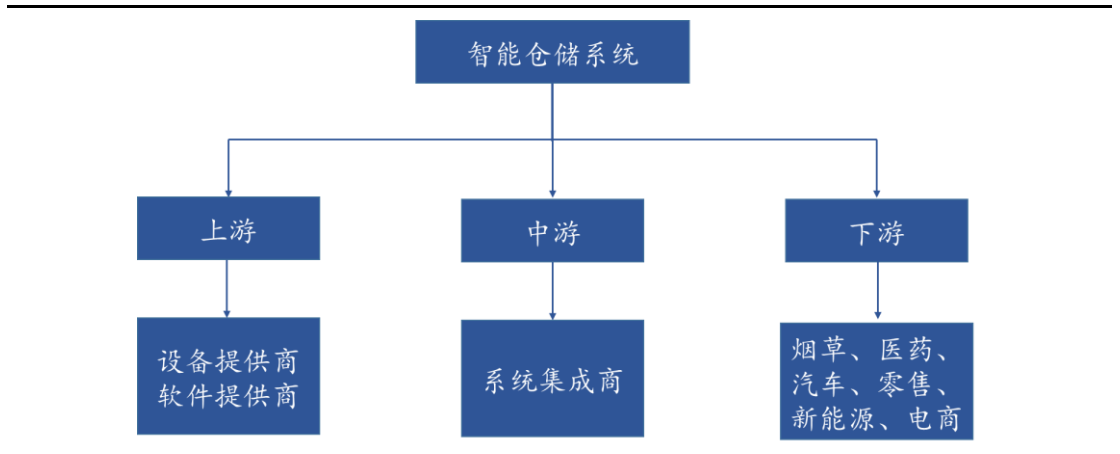 智能仓储系统
上游
中游
下游
设备提供商
软件提供商
系统集成商
烟草、医药、
汽车、零售、
新能源、电商